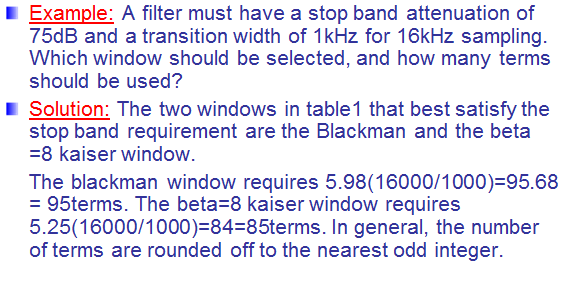 Example: A filter must have a stop band attenuation of
75dB and a transition width of 1kHz for 16kHz sampling.
Which window should be selected, and how many terms
should be used?
Solution: The two windows in table1 that best satisfy the
stop band requirement are the Blackman and the beta
=8 kaiser window.
The blackman window requires 5.98(16000/1000)=95.68
= 95terms. The beta=8 kaiser window requires
5.25(16000/1000)=84=85terms. In general, the number
of terms are rounded off to the nearest odd integer.